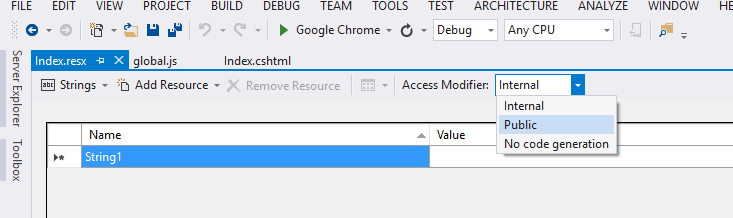 FILE EDIT VIEW PROJECT BUILD DEBUG TEAM TOOLS TEST ARCHITECTURE ANALYZE WINDOW HE
Google Chrome Debug Any CPU
Index.resx global.js Index.cshtml
abc Strings Add Resource Remove Resource Access Modifier: Internal
Internal
Public
No code generation
Name Value
String1
Server Explorer
Toolbox